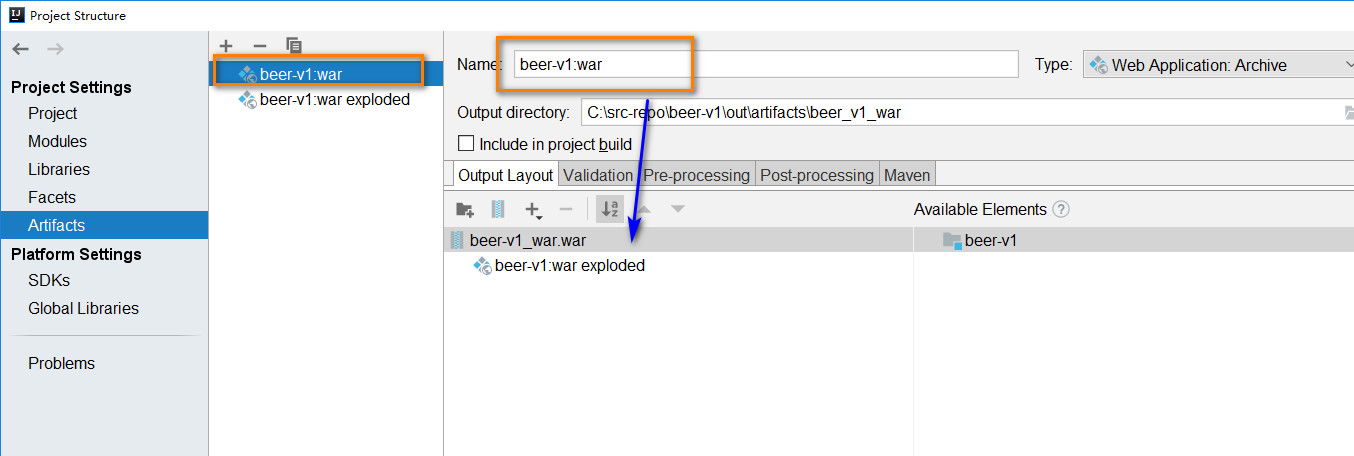 IJ Project Structure
Project Settings
Project
Modules
Libraries
Facets
Artifacts
Platform Settings
SDKs
Global Libraries
Problems
beer-v1:war
beer-v1:war exploded
Name: beer-v1:war Type: Web Application: Archive
Output directory: C:\src-repo\beer-v1\out\artifacts\beer_v1_war
Include in project build
Output Layout Validation Pre-processing Post-processing Maven
a z Available Elements ?
beer-v1_war.war beer-v1
beer-v1:war exploded